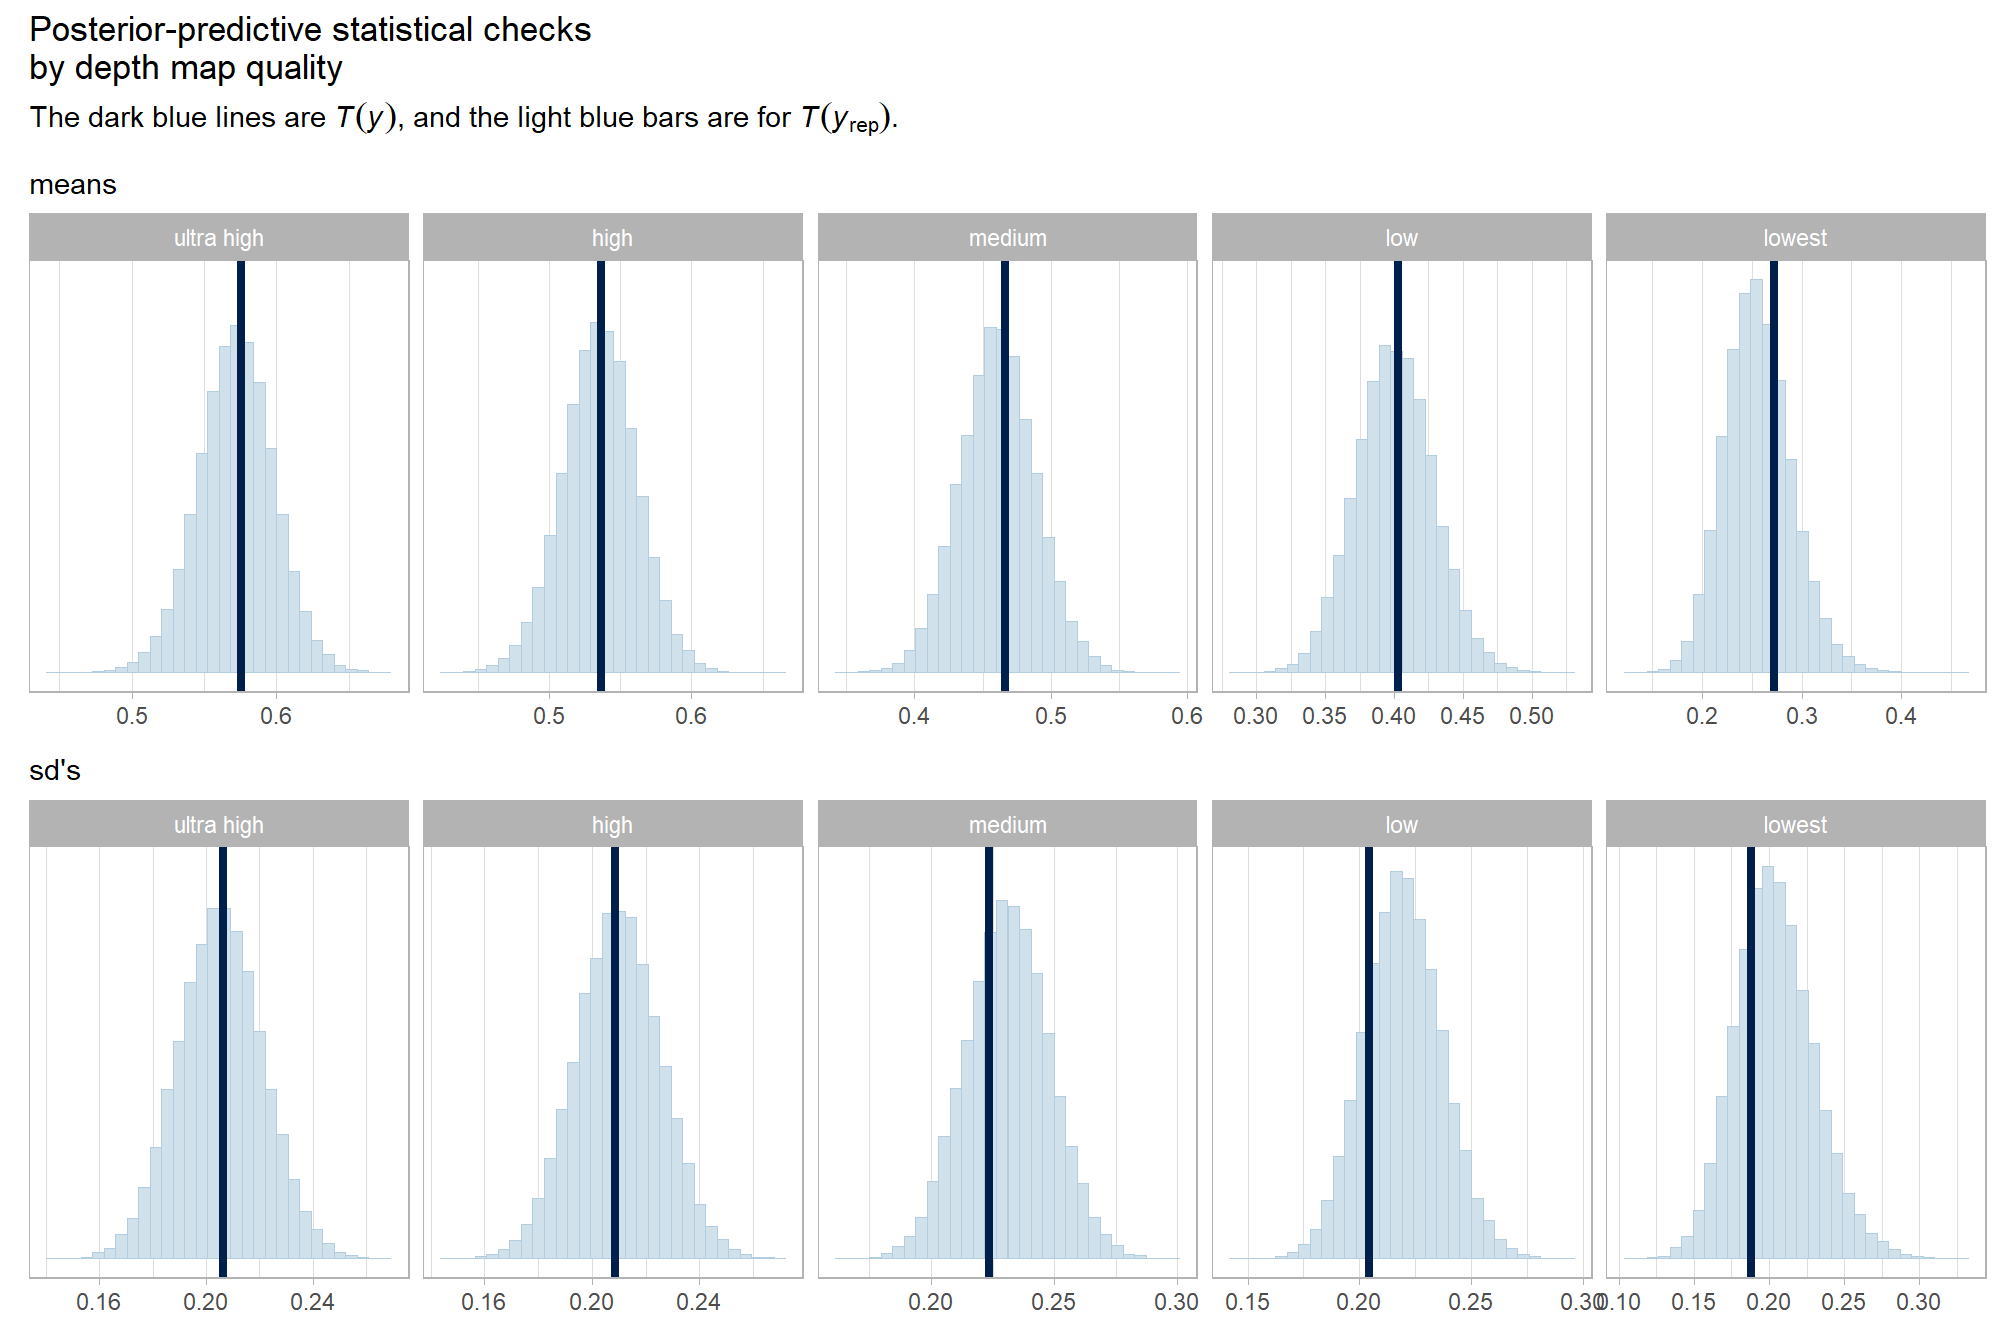 Posterior-predictive statistical checks
by depth map quality
The dark blue lines are T(y), and the light blue bars are for T(y_rep).
means
ultra high high medium low lowest
0.5 0.6 0.5 0.6 0.4 0.5 0.6 0.30 0.35 0.40 0.45 0.50 0.2 0.3 0.4
sd's
ultra high high medium low lowest
0.16 0.20 0.24 0.16 0.20 0.24 0.20 0.25 0.30 0.15 0.20 0.25 0.30 0.10 0.15 0.20 0.25 0.30